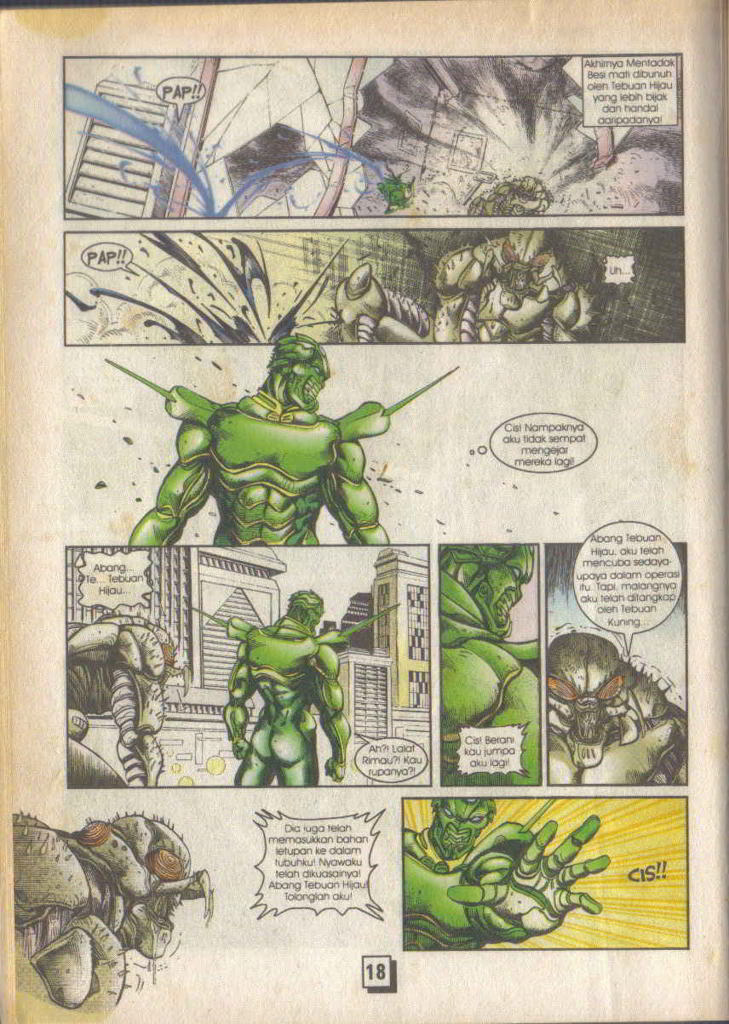 PAP!!
Akhirnya Mentadak
Besi mati dibunuh
oleh Tebuan Hijau
yang lebih bijak
dan handal
daripadanya!
PAP!!
Uh...
Cis! Nampaknya
aku tidak sempat
mengejar
mereka lagi!
Abang...
Te... Tebuan
Hijau...
Ah?! Lalat
Rimau?! Kau
rupanya?!
Cis! Berani
kau jumpa
aku lagi!
Abang Tebuan
Hijau, aku telah
mencuba sedaya-
upaya dalam operasi
itu. Tapi, malangnya
aku telah ditangkap
oleh Tebuan
Kuning...
Dia juga telah
memasukkan bahan
letupan ke dalam
tubuhku! Nyawaku
telah dikuasainya!
Abang Tebuan Hijau!
Tolonglah aku!
CIS!!
18